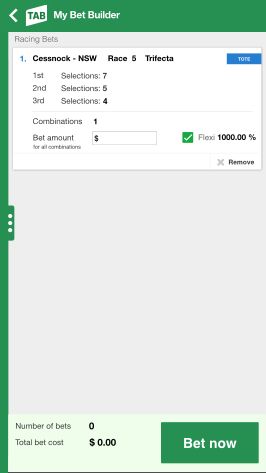 TAB My Bet Builder
Racing Bets
1. Cessnock - NSW Race 5 Trifecta TOTE
1st Selections: 7
2nd Selections: 5
3rd Selections: 4
Combinations 1
Bet amount $ Flexi 1000.00 %
for all combinations
Remove
Number of bets 0
Total bet cost $ 0.00
Bet now